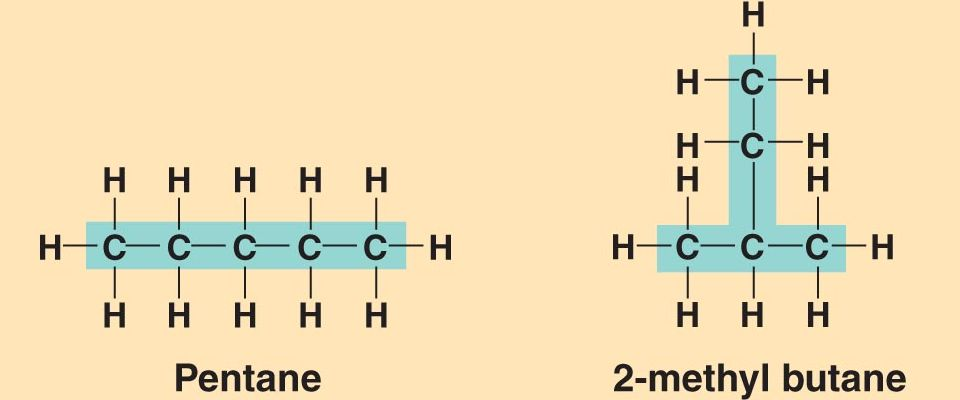 H
H C H
H C H
H H
H H H H H
H C C C C C H
H C C C H
H H H H H
H H H
Pentane
2-methyl butane